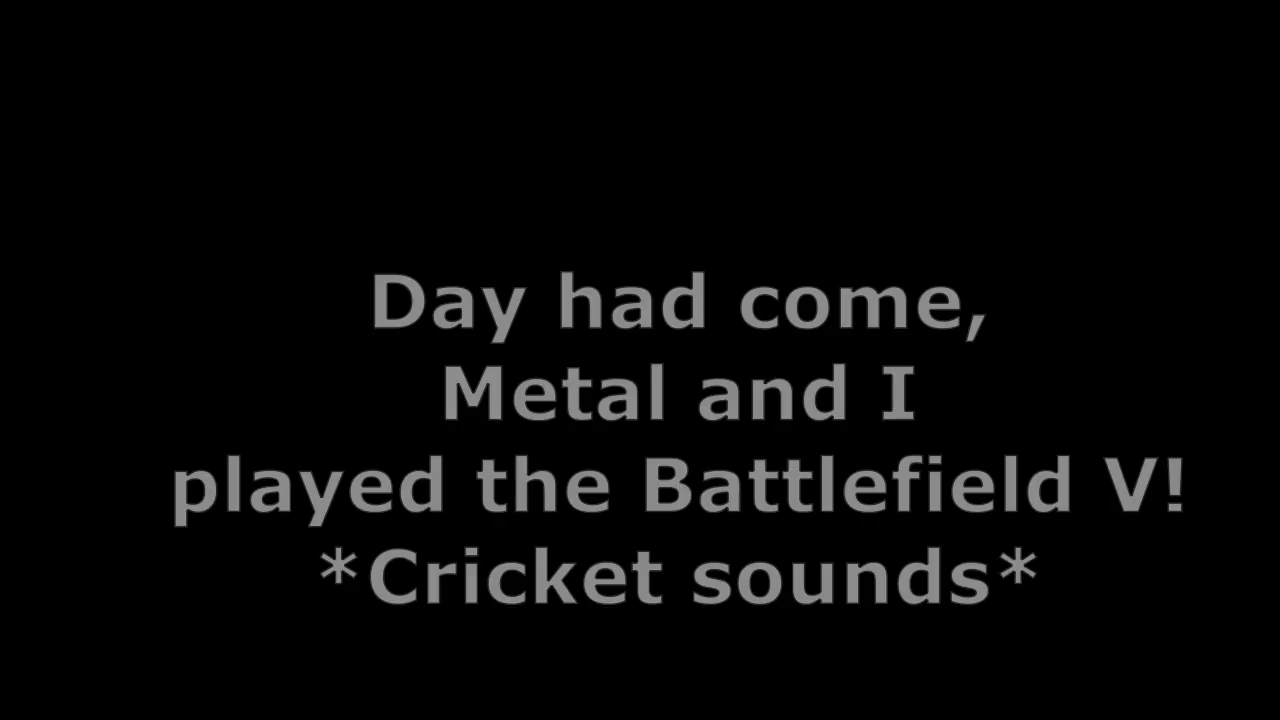 Day had come,
Metal and I
played the Battlefield V!
*Cricket sounds*